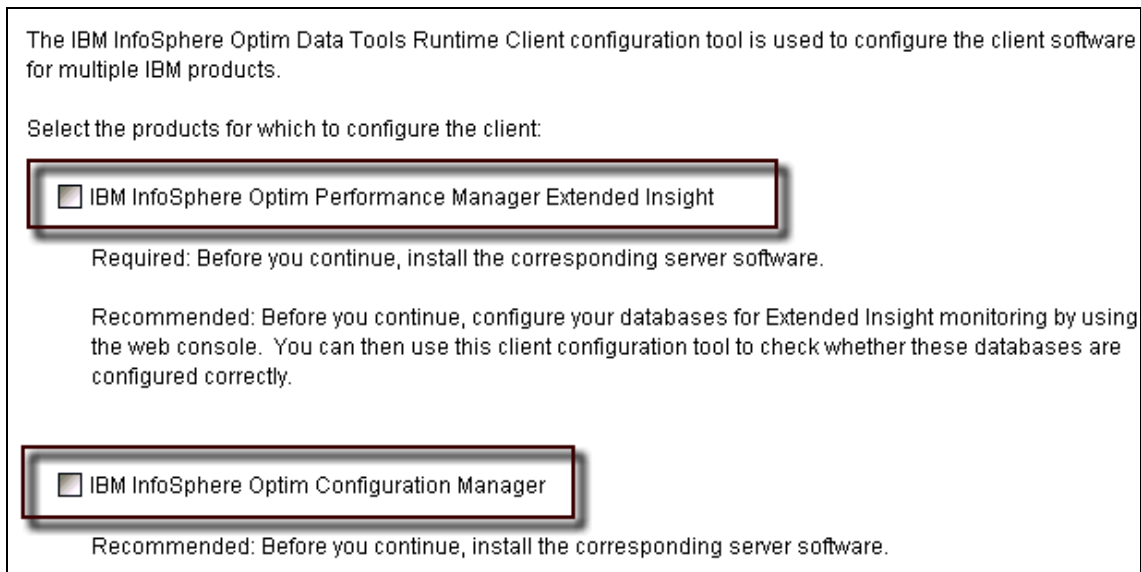 The IBM InfoSphere Optim Data Tools Runtime Client configuration tool is used to configure the client software
for multiple IBM products.
Select the products for which to configure the client:
IBM InfoSphere Optim Performance Manager Extended Insight
Required: Before you continue, install the corresponding server software.
Recommended: Before you continue, configure your databases for Extended Insight monitoring by using
the web console. You can then use this client configuration tool to check whether these databases are
configured correctly.
IBM InfoSphere Optim Configuration Manager
Recommended: Before you continue, install the corresponding server software.